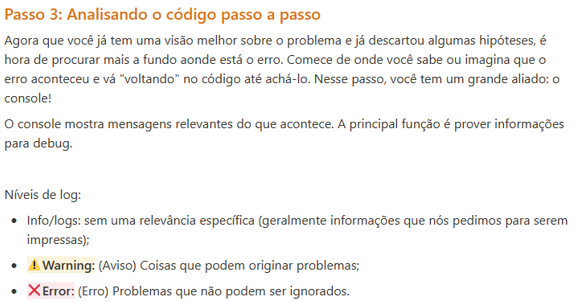 Passo 3: Analisando o código passo a passo
Agora que você já tem uma visão melhor sobre o problema e já descartou algumas hipóteses, é
hora de procurar mais a fundo aonde está o erro. Comece de onde você sabe ou imagina que o
erro aconteceu e vá "voltando" no código até achá-lo. Nesse passo, você tem um grande aliado: o
console!
O console mostra mensagens relevantes do que acontece. A principal função é prover informações
para debug.
Níveis de log:
• Info/logs: sem uma relevância específica (geralmente informações que nós pedimos para serem
impressas);
• ⚠️Warning: (Aviso) Coisas que podem originar problemas;
• ❌Error: (Erro) Problemas que não podem ser ignorados.